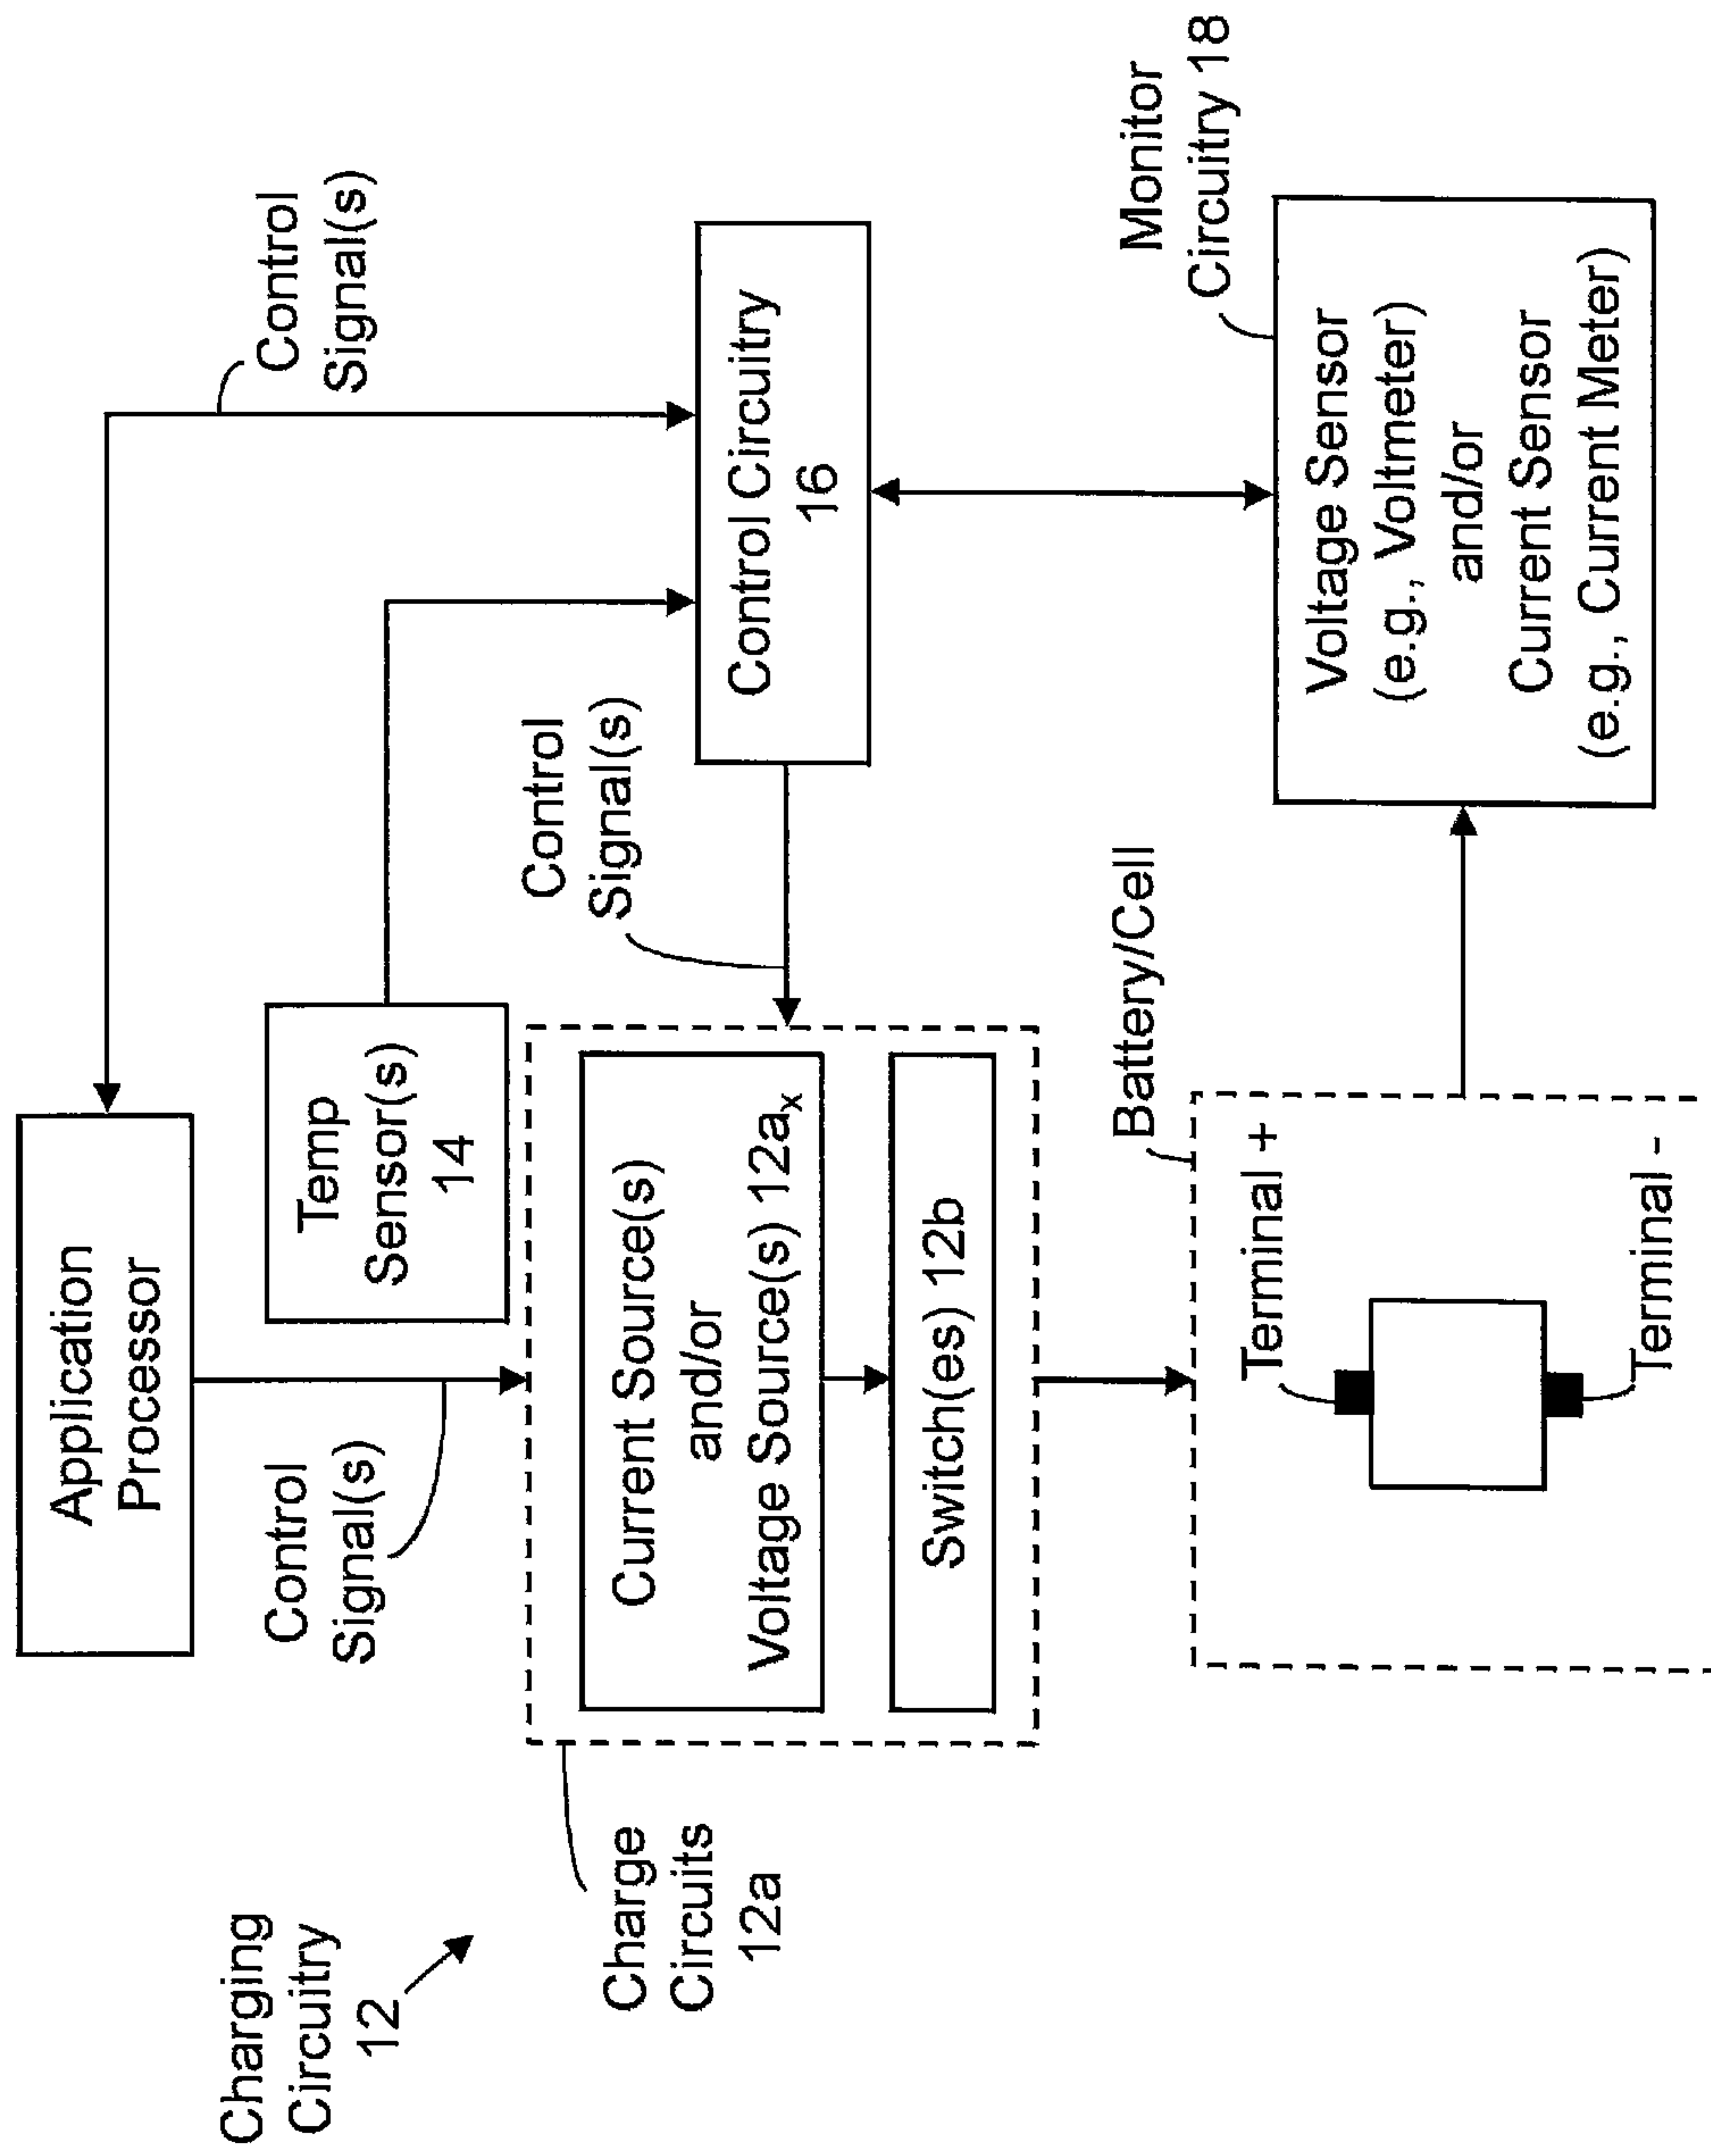 Charging
Circuitry
12
Application
Processor
Control
Signal(s)
Temp
Sensor(s)
14
Control
Signal(s)
Charge
Circuits
12a
Current Source(s)
and/or
Voltage Source(s) 12aₓ
Switch(es) 12b
Control
Signal(s)
Control Circuitry
16
Battery/Cell
Terminal +
Terminal -
Monitor
Circuitry 18
Voltage Sensor
(e.g., Voltmeter)
and/or
Current Sensor
(e.g., Current Meter)